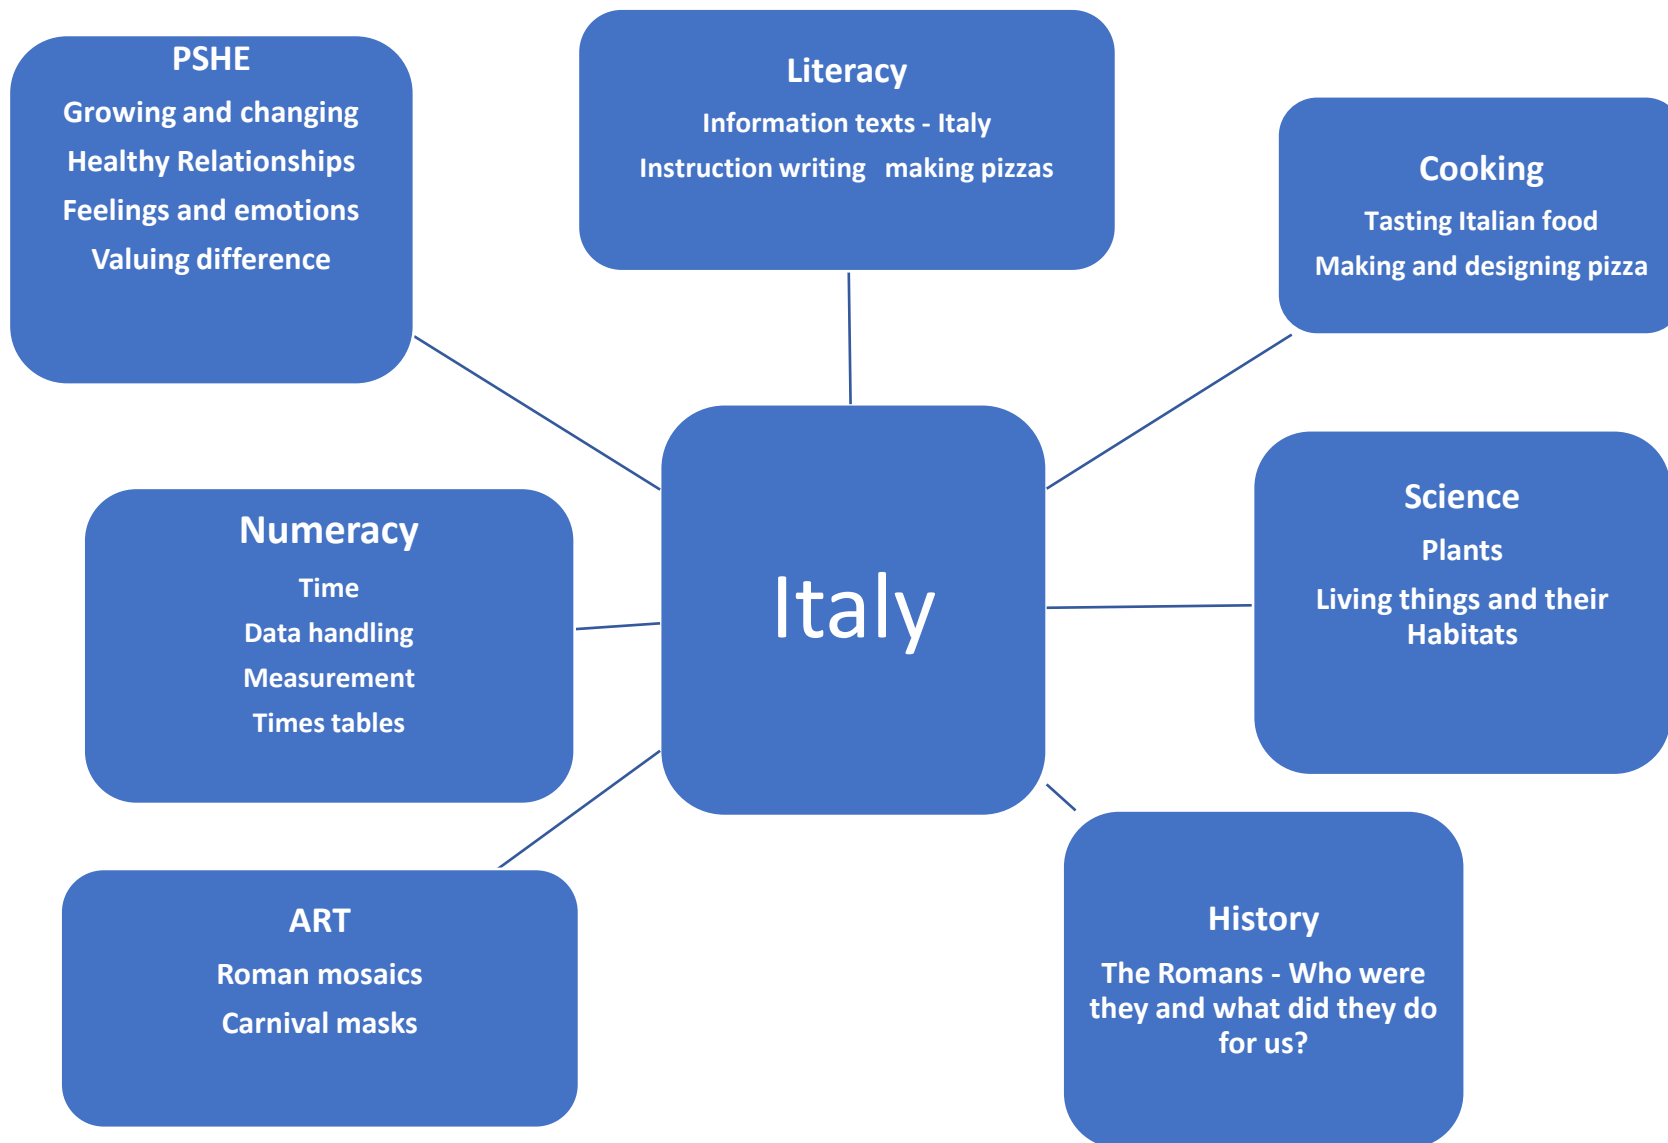 PSHE
Growing and changing
Healthy Relationships
Feelings and emotions
Valuing difference
Literacy
Information texts - Italy
Instruction writing   making pizzas
Cooking
Tasting Italian food
Making and designing pizza
Numeracy
Time
Data handling
Measurement
Times tables
Italy
Science
Plants
Living things and their
Habitats
ART
Roman mosaics
Carnival masks
History
The Romans - Who were
they and what did they do
for us?